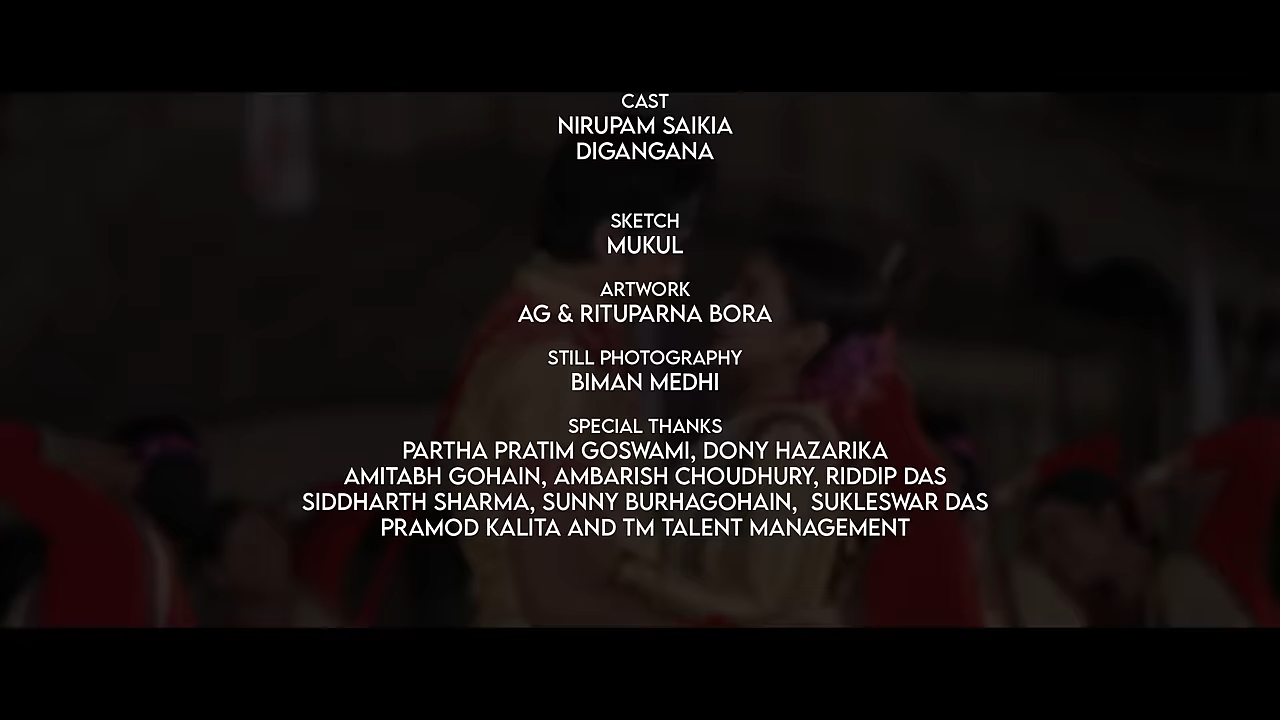 CAST
NIRUPAM SAIKIA
DIGANGANA
SKETCH
MUKUL
ARTWORK
AG & RITUPARNA BORA
STILL PHOTOGRAPHY
BIMAN MEDHI
SPECIAL THANKS
PARTHA PRATIM GOSWAMI, DONY HAZARIKA
AMITABH GOHAIN, AMBARISH CHOUDHURY, RIDDIP DAS
SIDDHARTH SHARMA, SUNNY BURHAGOHAIN,  SUKLESWAR DAS
PRAMOD KALITA AND TM TALENT MANAGEMENT